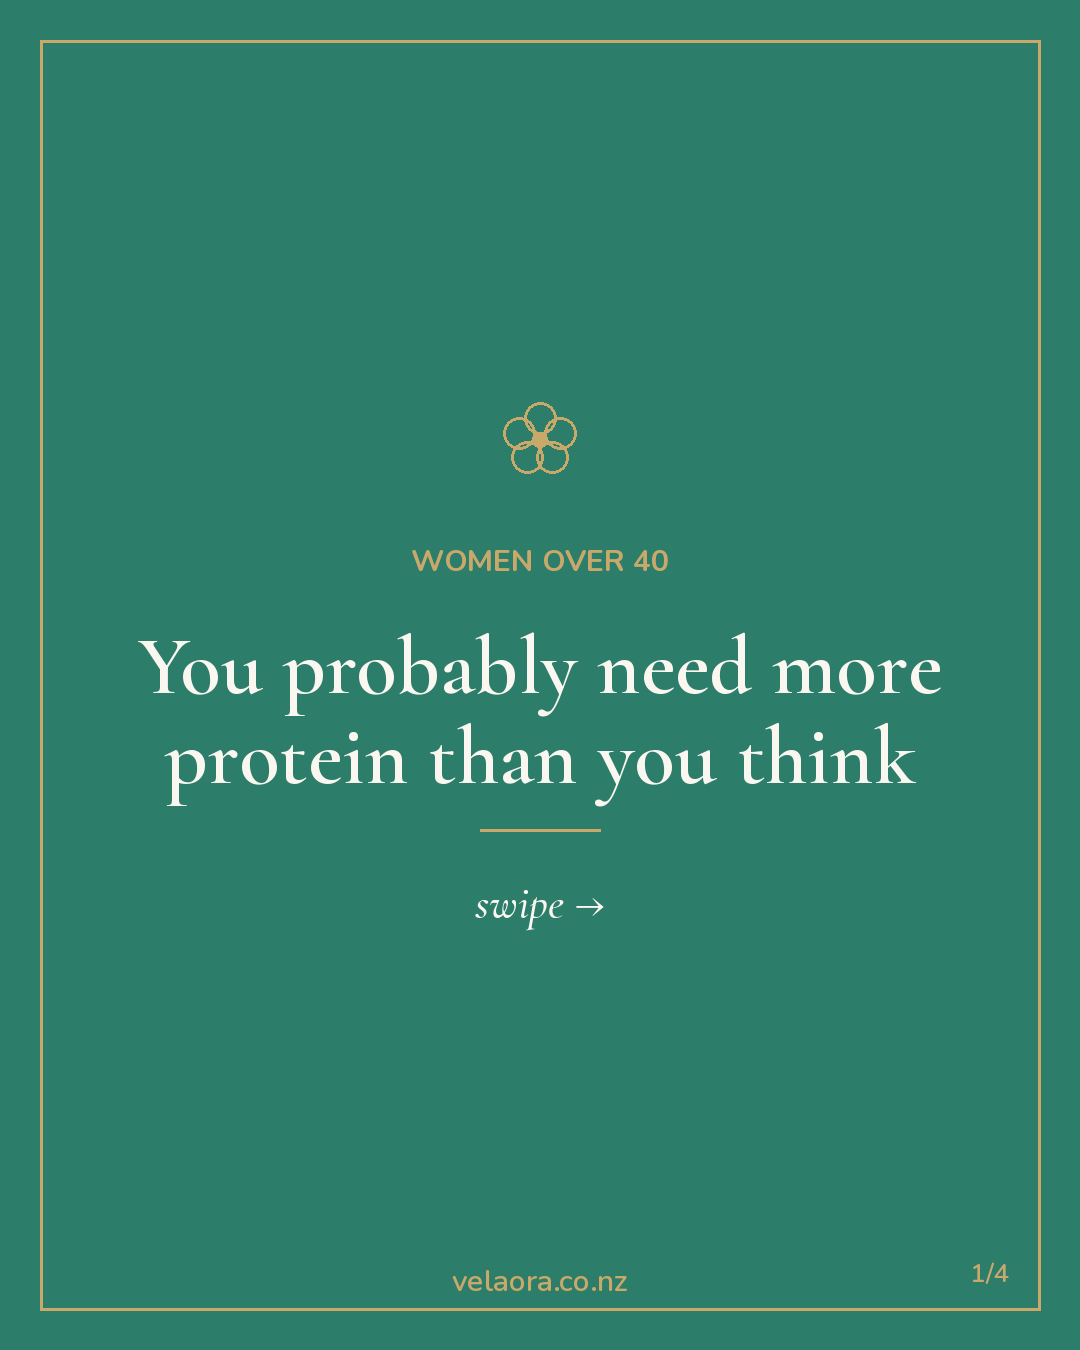 WOMEN OVER 40
You probably need more
protein than you think
swipe →
velaora.co.nz
1/4